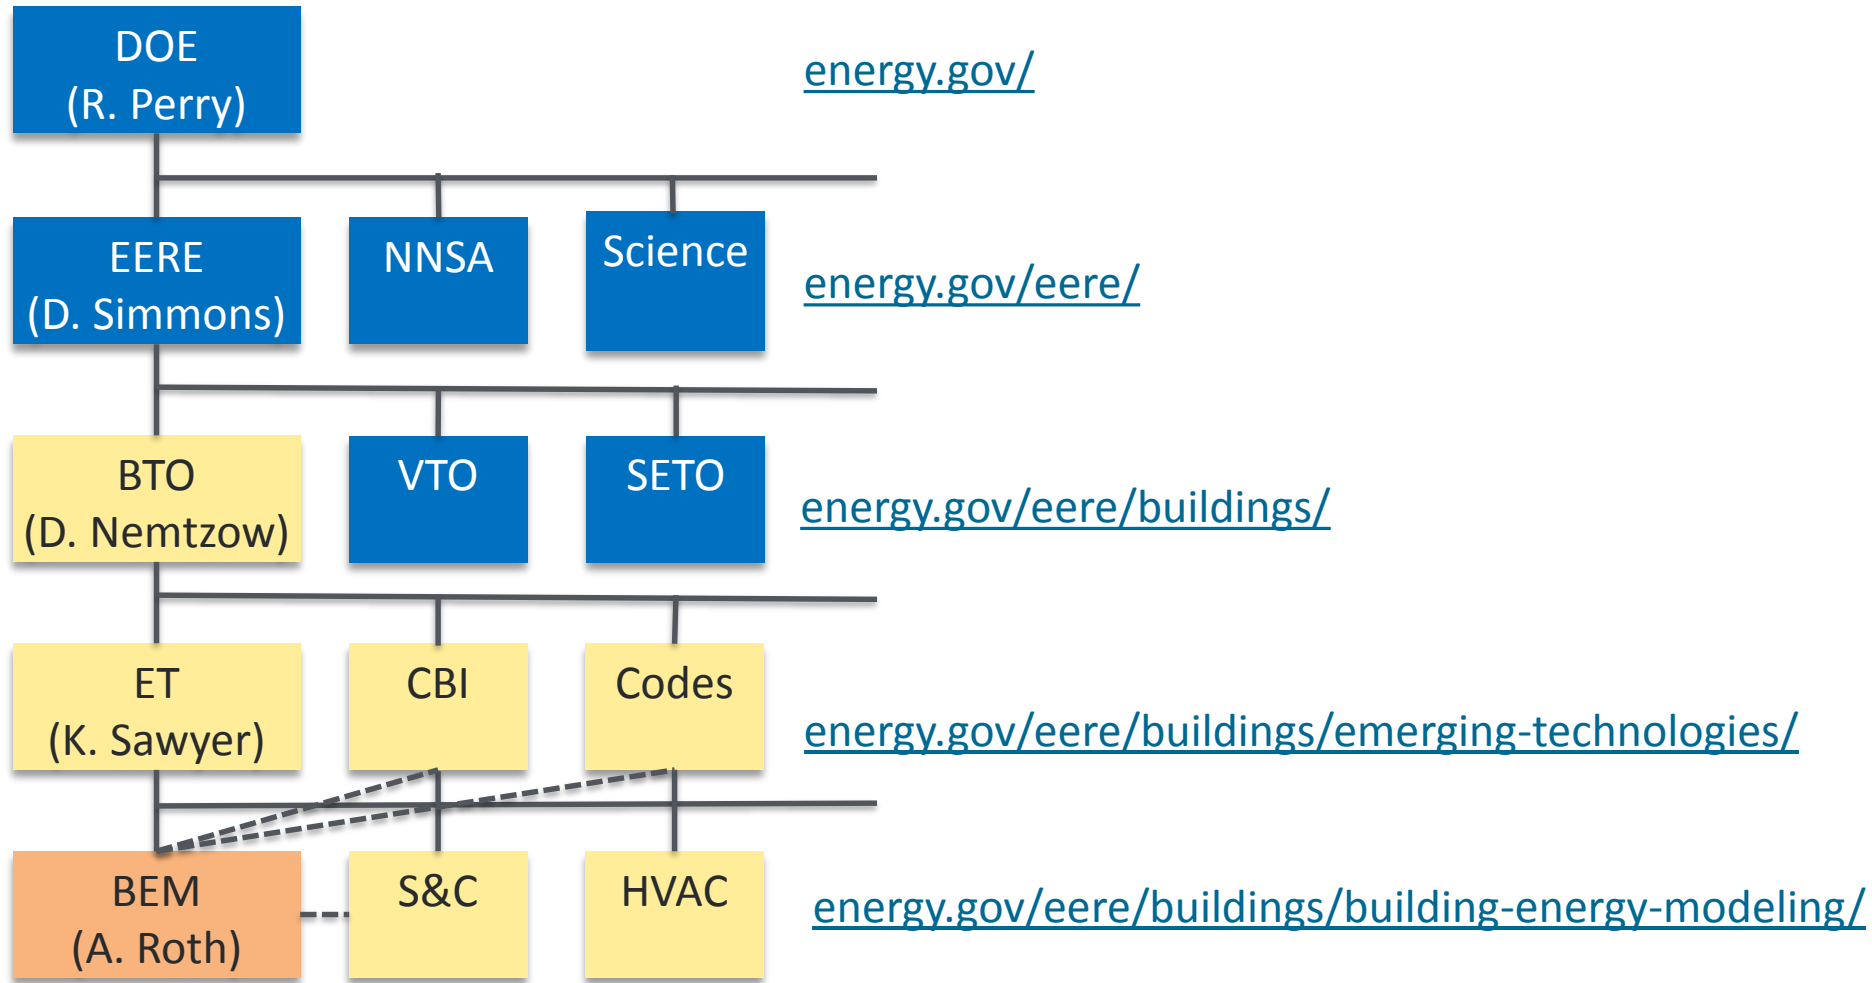 DOE
(R. Perry)
energy.gov/
EERE
(D. Simmons)
NNSA
Science
energy.gov/eere/
BTO
(D. Nemtzow)
VTO
SETO
energy.gov/eere/buildings/
ET
(K. Sawyer)
CBI
Codes
energy.gov/eere/buildings/emerging-technologies/
BEM
(A. Roth)
S&C
HVAC
energy.gov/eere/buildings/building-energy-modeling/